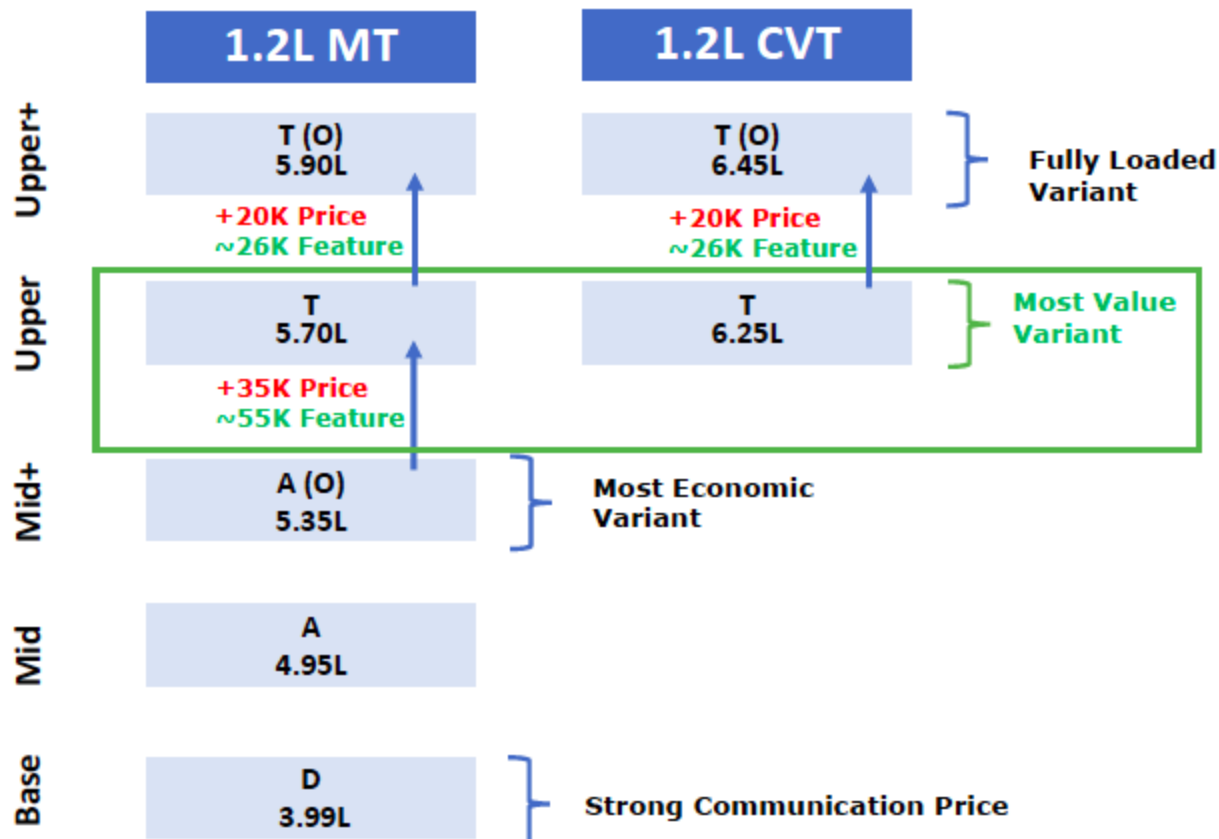 1.2L MT
1.2L CVT
Upper+
T (O)
5.90L
T (O)
6.45L
Fully Loaded
Variant
+20K Price
~26K Feature
+20K Price
~26K Feature
Upper
T
5.70L
T
6.25L
Most Value
Variant
+35K Price
~55K Feature
Mid+
A (O)
5.35L
Most Economic
Variant
Mid
A
4.95L
Base
D
3.99L
Strong Communication Price